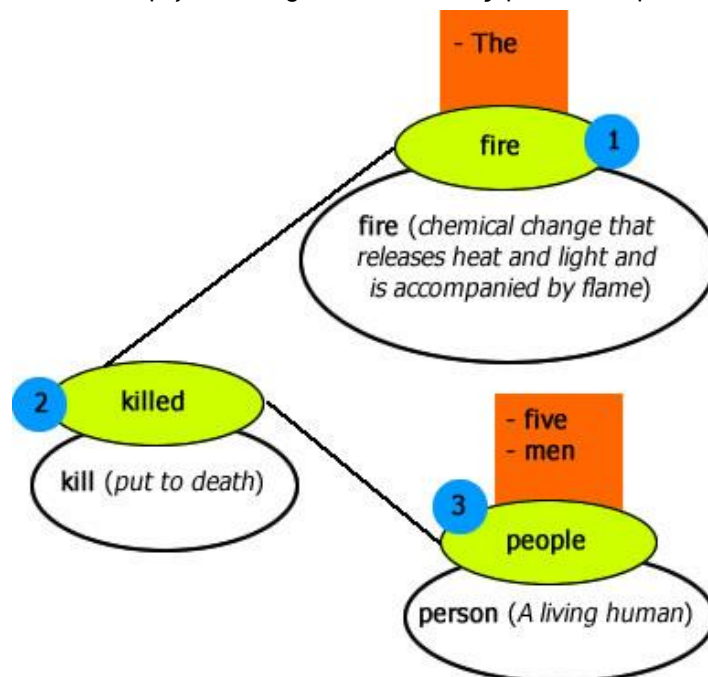 - The
fire
1
fire (chemical change that
releases heat and light and
is accompanied by flame)
2
killed
kill (put to death)
- five
- men
3
people
person (A living human)